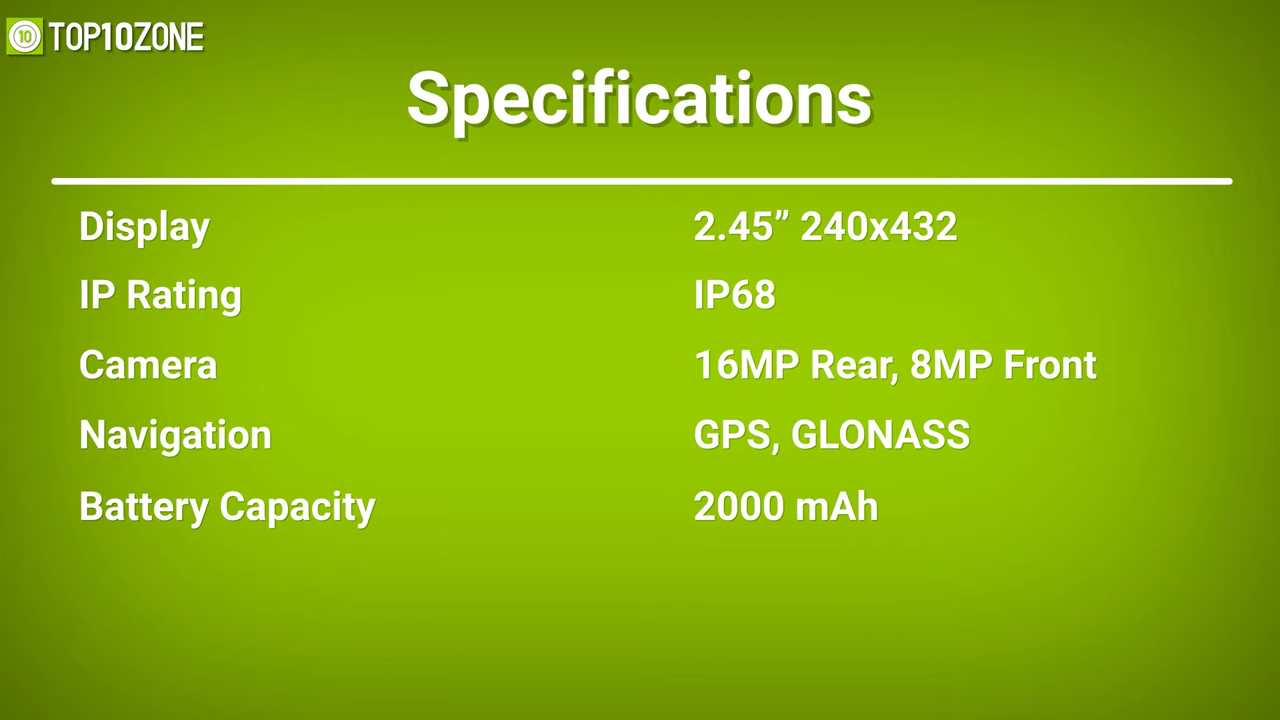 10 TOP10ZONE
Specifications
Display 2.45” 240x432
IP Rating IP68
Camera 16MP Rear, 8MP Front
Navigation GPS, GLONASS
Battery Capacity 2000 mAh